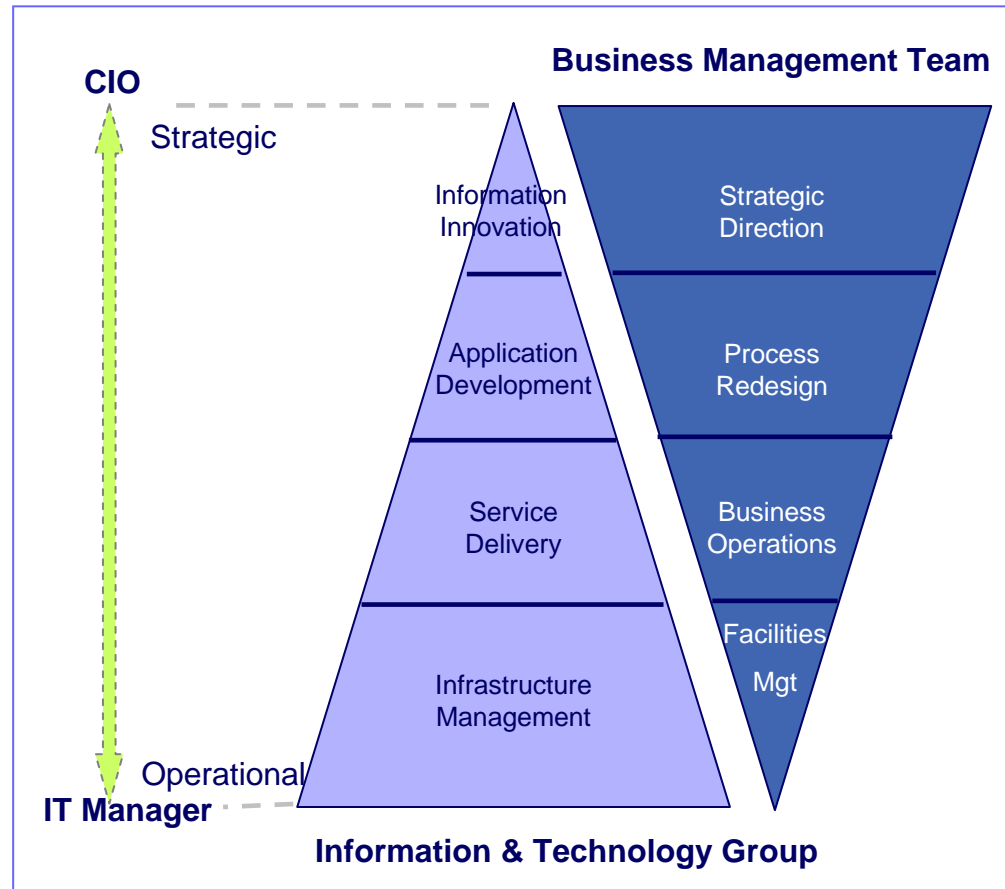 Business Management Team
CIO
Strategic
Information
Innovation
Strategic
Direction
Application
Development
Process
Redesign
Service
Delivery
Business
Operations
Facilities
Mgt
Infrastructure
Management
Operational
IT Manager
Information & Technology Group